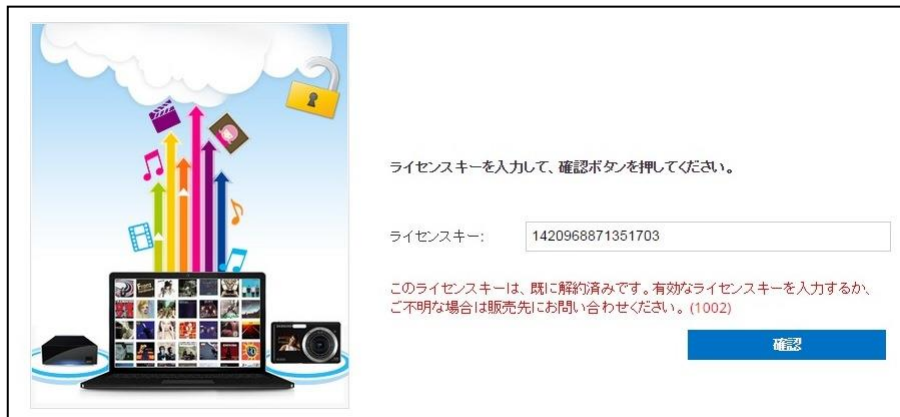 ライセンスキーを入力して、確認ボタンを押してください。
ライセンスキー:
1420968871351703
このライセンスキーは、既に解約済みです。有効なライセンスキーを入力するか、
ご不明な場合は販売先にお問い合わせください。(1002)
確認